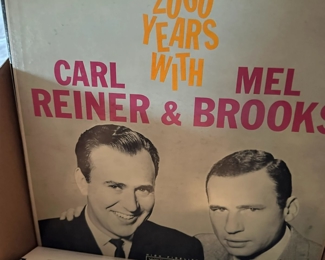 2000
YEARS
WITH
CARL MEL
REINER & BROOKS